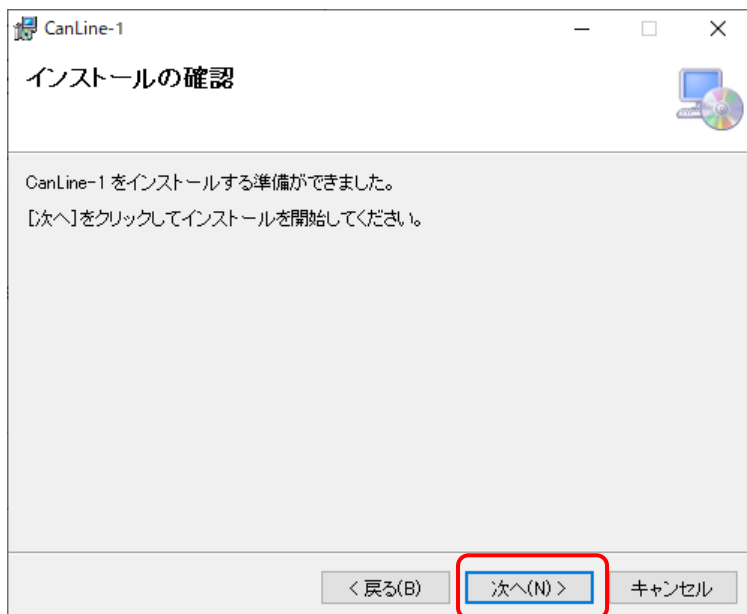 CanLine-1
インストールの確認
CanLine-1 をインストールする準備ができました。
[次へ]をクリックしてインストールを開始してください。
< 戻る(B)
次へ(N) >
キャンセル